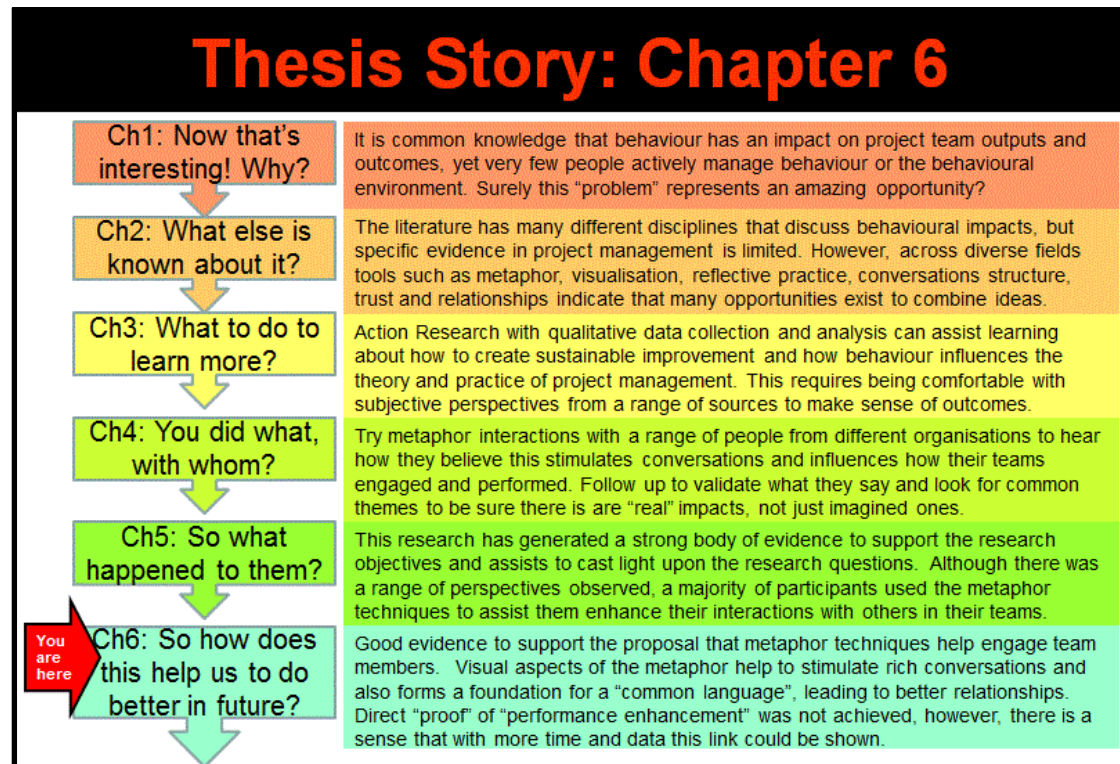 Thesis Story: Chapter 6
Ch1: Now that's
interesting! Why?
It is common knowledge that behaviour has an impact on project team outputs and
outcomes, yet very few people actively manage behaviour or the behavioural
environment. Surely this “problem” represents an amazing opportunity?
Ch2: What else is
known about it?
The literature has many different disciplines that discuss behavioural impacts, but
specific evidence in project management is limited. However, across diverse fields
tools such as metaphor, visualisation, reflective practice, conversations structure,
trust and relationships indicate that many opportunities exist to combine ideas.
Ch3: What to do to
learn more?
Action Research with qualitative data collection and analysis can assist learning
about how to create sustainable improvement and how behaviour influences the
theory and practice of project management. This requires being comfortable with
subjective perspectives from a range of sources to make sense of outcomes.
Ch4: You did what,
with whom?
Try metaphor interactions with a range of people from different organisations to hear
how they believe this stimulates conversations and influences how their teams
engaged and performed. Follow up to validate what they say and look for common
themes to be sure there is are “real” impacts, not just imagined ones.
Ch5: So what
happened to them?
This research has generated a strong body of evidence to support the research
objectives and assists to cast light upon the research questions. Although there was
a range of perspectives observed, a majority of participants used the metaphor
techniques to assist them enhance their interactions with others in their teams.
You
are
here
Ch6: So how does
this help us to do
better in future?
Good evidence to support the proposal that metaphor techniques help engage team
members. Visual aspects of the metaphor help to stimulate rich conversations and
also forms a foundation for a “common language”, leading to better relationships.
Direct “proof” of “performance enhancement” was not achieved, however, there is a
sense that with more time and data this link could be shown.